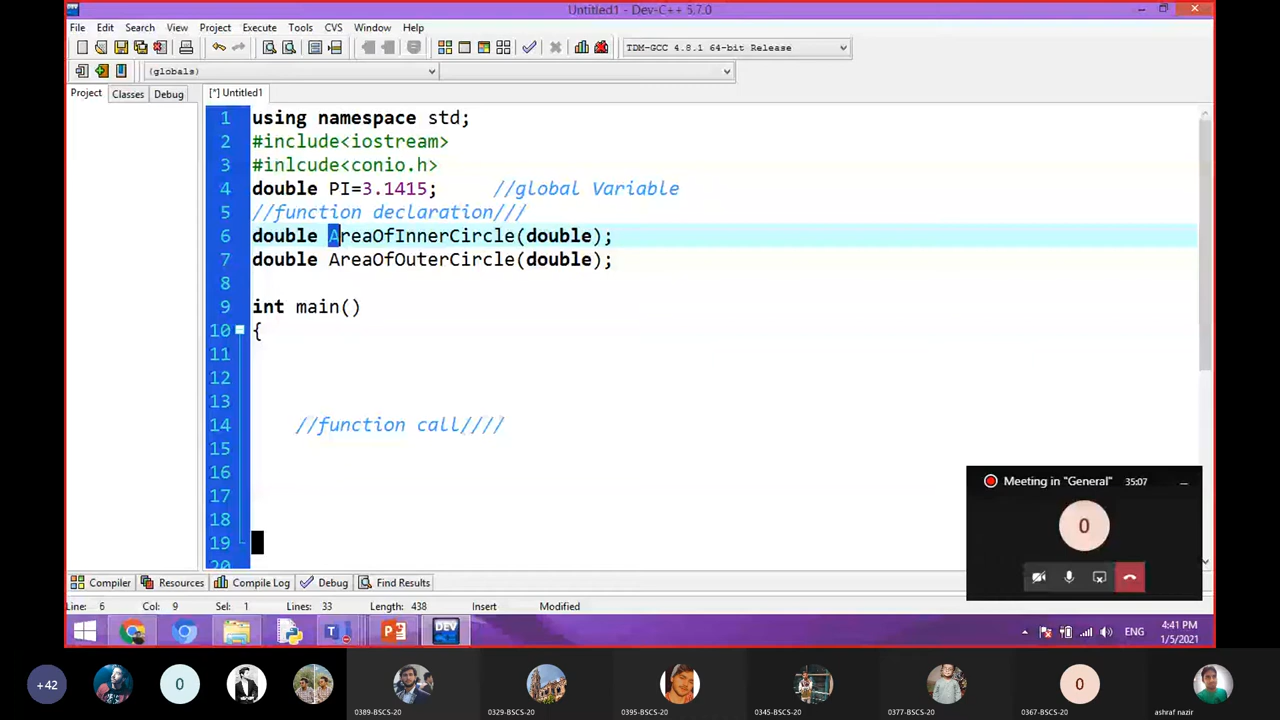 Untitled1 - Dev-C++ 5.7.0
File Edit Search View Project Execute Tools CVS Window Help
TDM-GCC 4.8.1 64-bit Release
(globals)
Project Classes Debug [*] Untitled1
1 using namespace std;
2 #include<iostream>
3 #inlcude<conio.h>
4 double PI=3.1415; //global Variable
5 //function declaration///
6 double AreaOfInnerCircle(double);
7 double AreaOfOuterCircle(double);
8
9 int main()
10 {
11
12
13
14 //function call////
15
16
17
18
19
20
Meeting in "General" 35:07
0
Compiler Resources Compile Log Debug Find Results
Line: 6 Col: 9 Sel: 1 Lines: 33 Length: 438 Insert Modified
DEV
ENG
4:41 PM
1/5/2021
+42 0 0
0389-BSCS-20 0329-BSCS-20 0395-BSCS-20 0345-BSCS-20 0377-BSCS-20 0367-BSCS-20 ashraf nazir